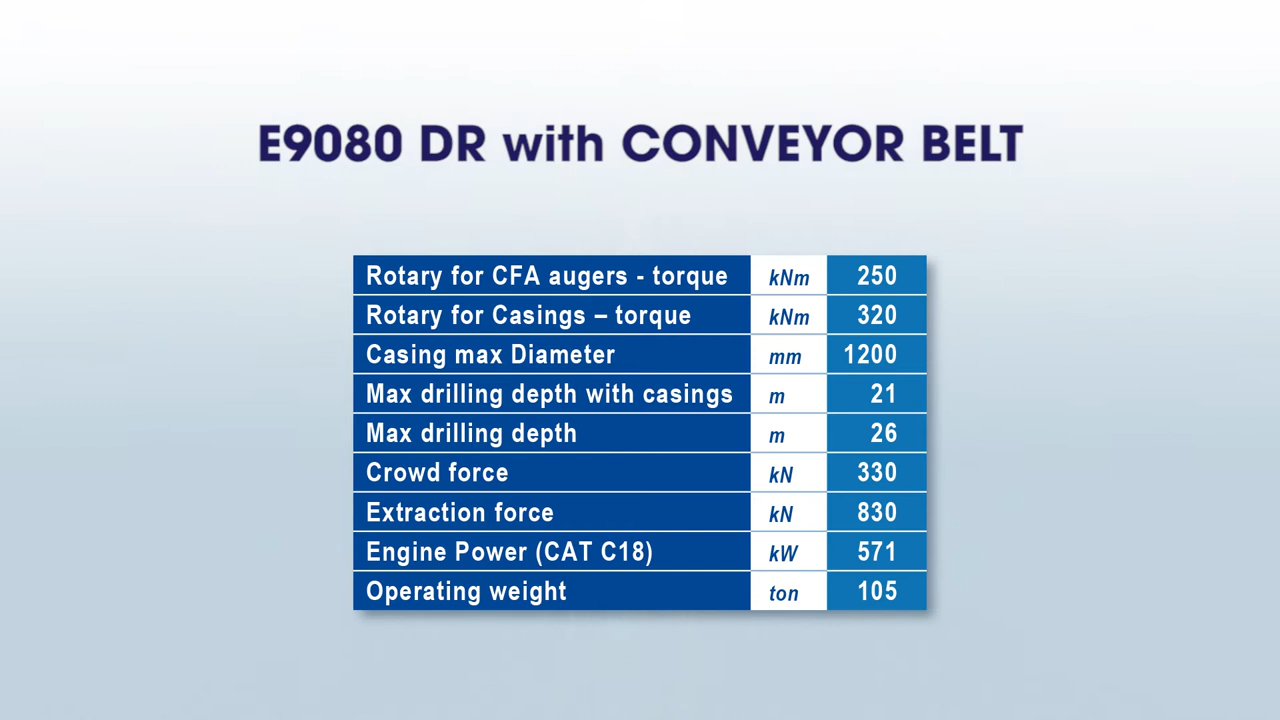 E9080 DR with CONVEYOR BELT
Rotary for CFA augers - torque kNm 250
Rotary for Casings – torque kNm 320
Casing max Diameter mm 1200
Max drilling depth with casings m 21
Max drilling depth m 26
Crowd force kN 330
Extraction force kN 830
Engine Power (CAT C18) kW 571
Operating weight ton 105